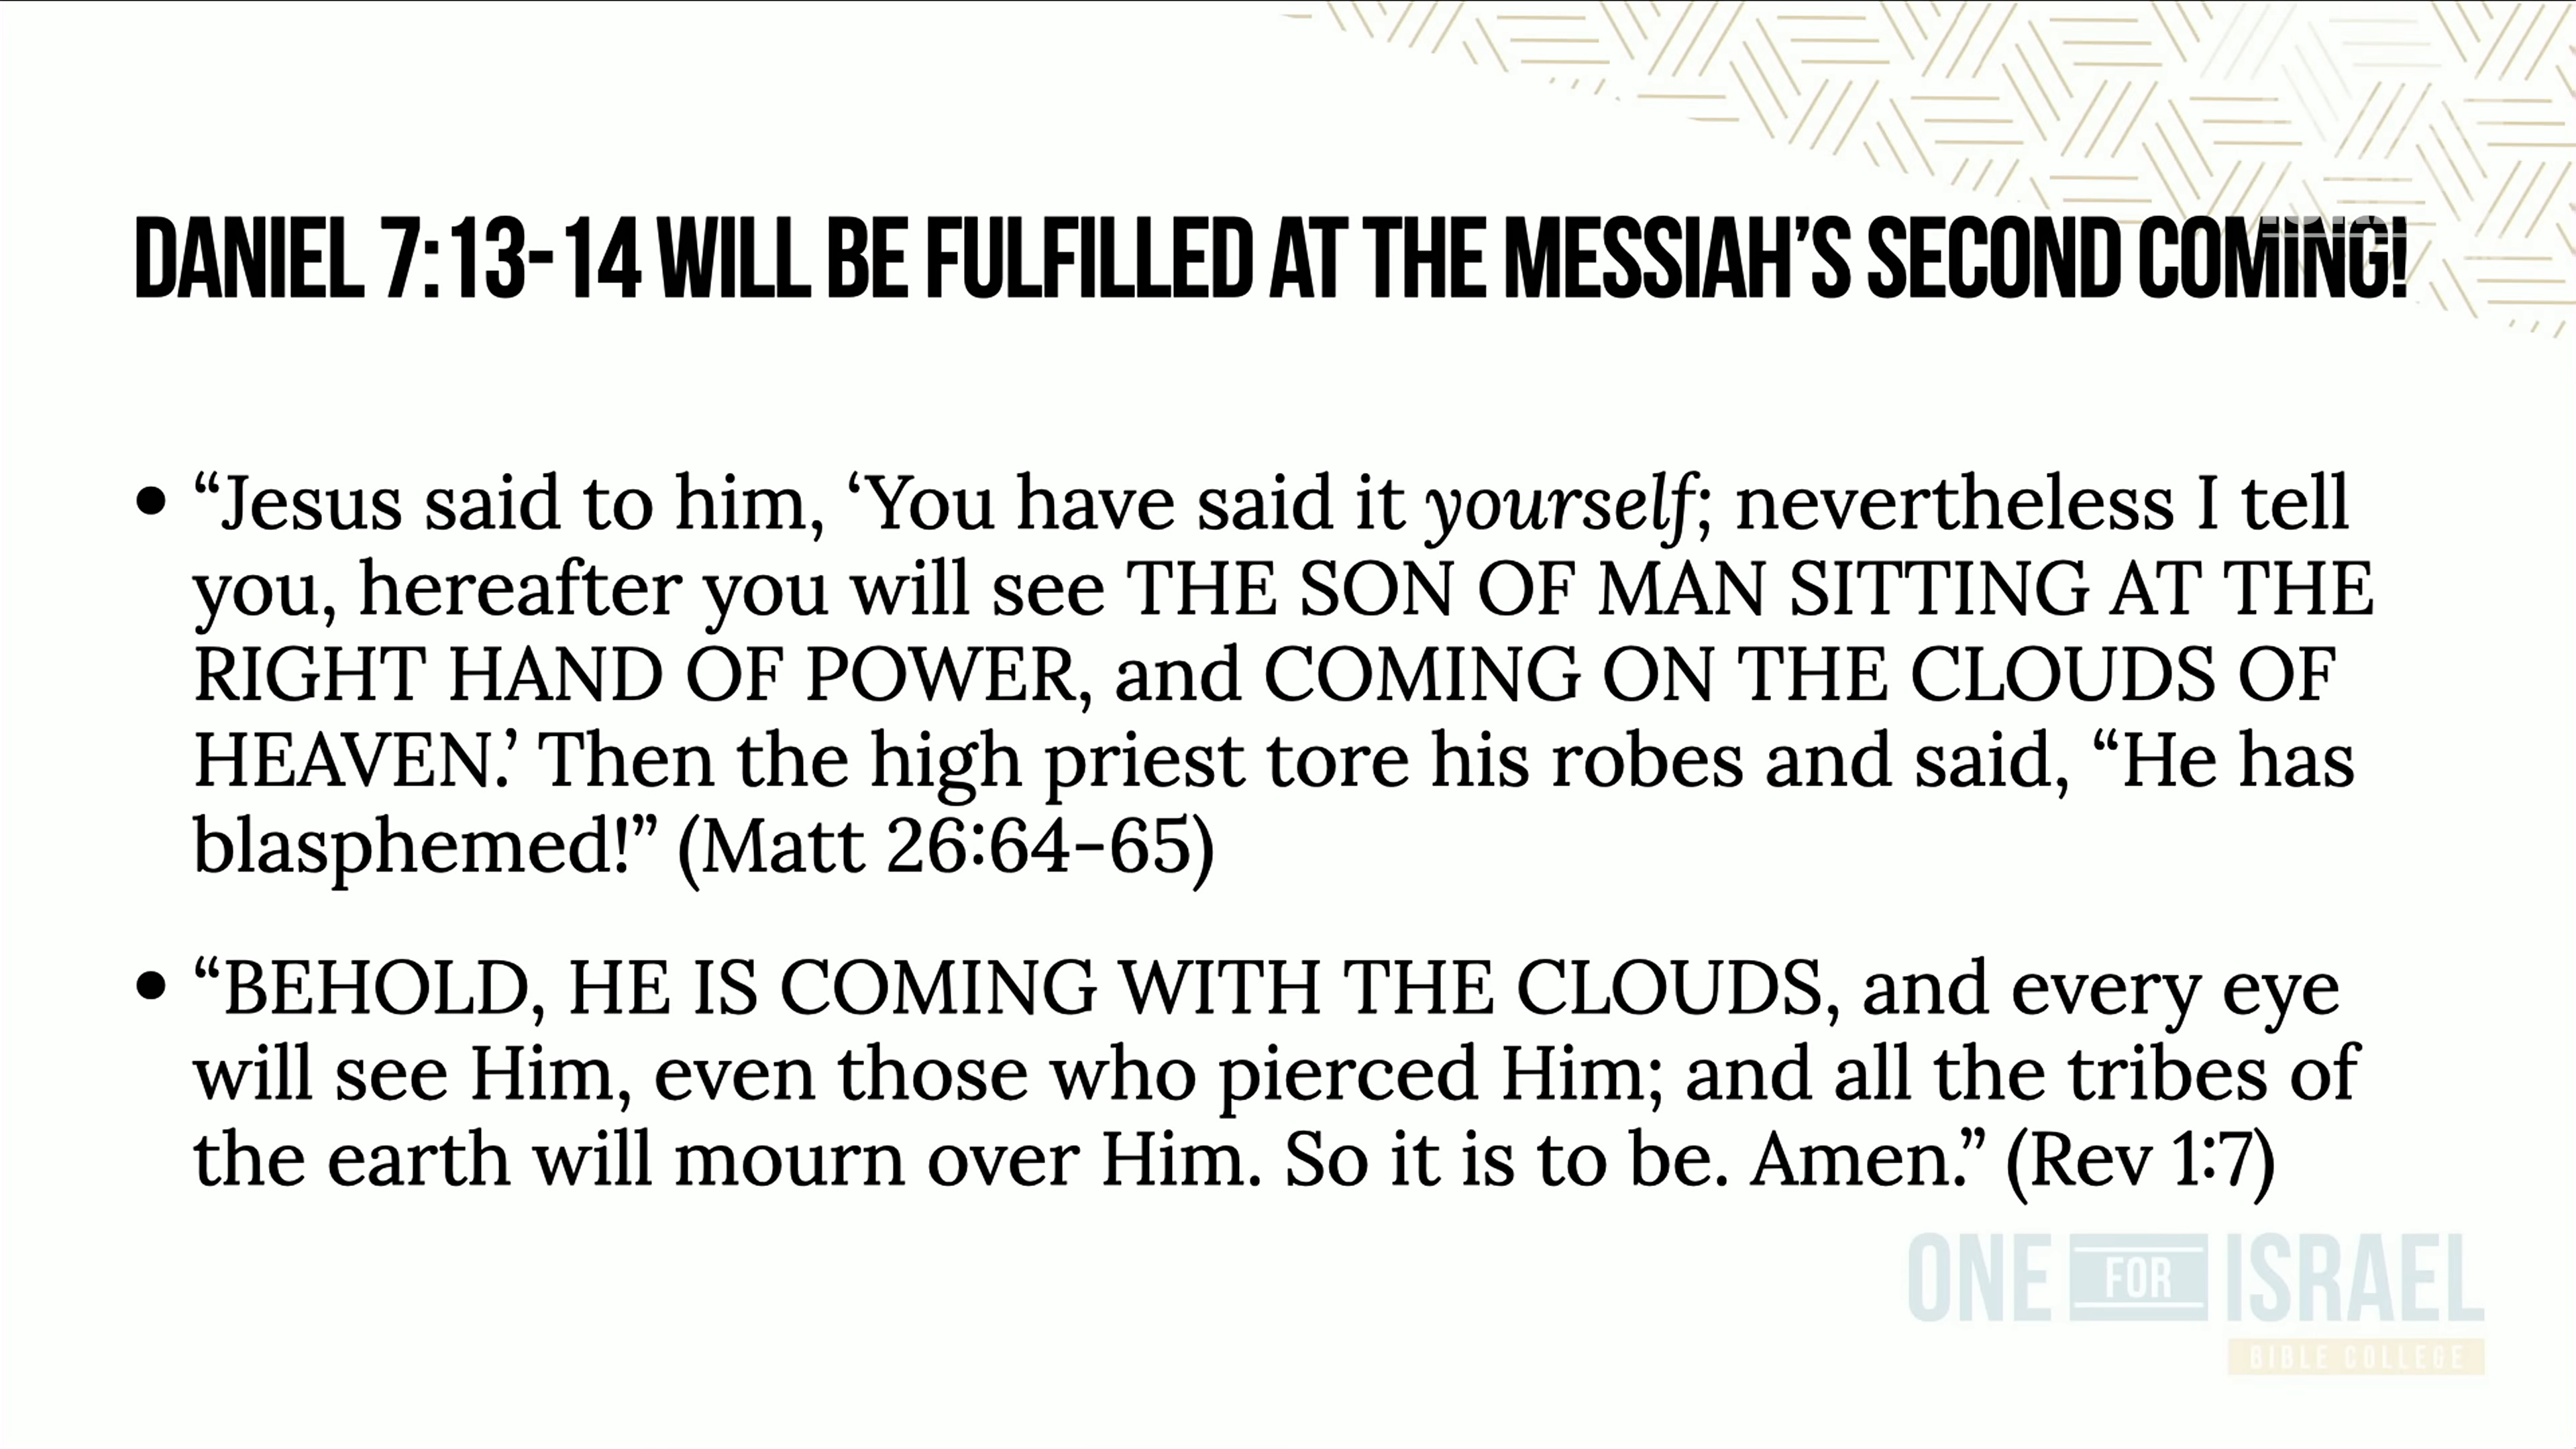 DANIEL 7:13-14 WILL BE FULFILLED AT THE MESSIAH’S SECOND COMING!
• “Jesus said to him, ‘You have said it yourself; nevertheless I tell
you, hereafter you will see THE SON OF MAN SITTING AT THE
RIGHT HAND OF POWER, and COMING ON THE CLOUDS OF
HEAVEN.’ Then the high priest tore his robes and said, “He has
blasphemed!” (Matt 26:64-65)
• “BEHOLD, HE IS COMING WITH THE CLOUDS, and every eye
will see Him, even those who pierced Him; and all the tribes of
the earth will mourn over Him. So it is to be. Amen.” (Rev 1:7)
ONE FOR ISRAEL
BIBLE COLLEGE